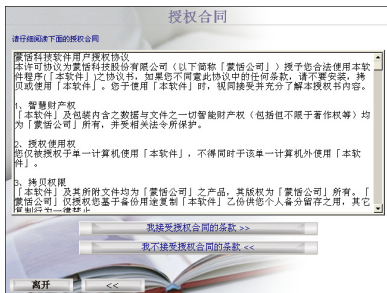 授权合同
请仔细阅读下面的授权合同
蒙恬科技软件用户授权协议
本许可协议为蒙恬科技股份有限公司（以下简称「蒙恬公司」）授予您合法使用本软
件程序(「本软件」)之协议书，如果您不同意此协议中的任何条款，请不要安装，拷
贝或使用「本软件」。您于使用「本软件」时，视同接受并充分了解本授权书内容。
1、智慧财产权
「本软件」及包装内含之数据与文件之一切智能财产权（包括但不限于著作权等）均
为「蒙恬公司」所有，并受相关法令所保护。
2、授权使用权
您仅被授权于单一计算机使用「本软件」，不得同时于该单一计算机外使用「本软
件」。
3、拷贝权限
「本软件」及其所附文件均为「蒙恬公司」之产品，其版权为「蒙恬公司」所有。「
蒙恬公司」仅授权您基于备份用途复制「本软件」乙份供您个人备分留存之用，其它
复制行为一律禁止
我接受授权合同的条款 >>
我不接受授权合同的条款 <<
离开
<<